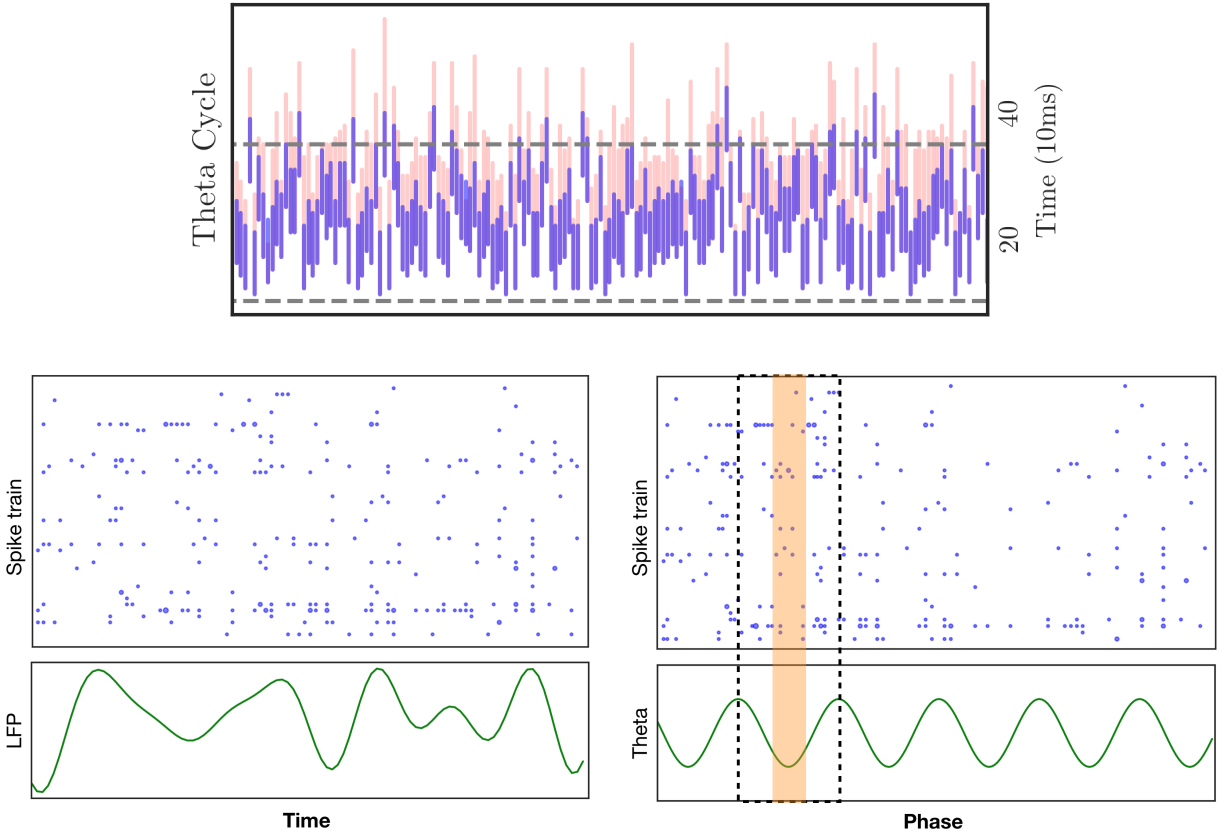 Theta Cycle
40
20
Time (10ms)
Spike train
LFP
Time
Spike train
Theta
Phase